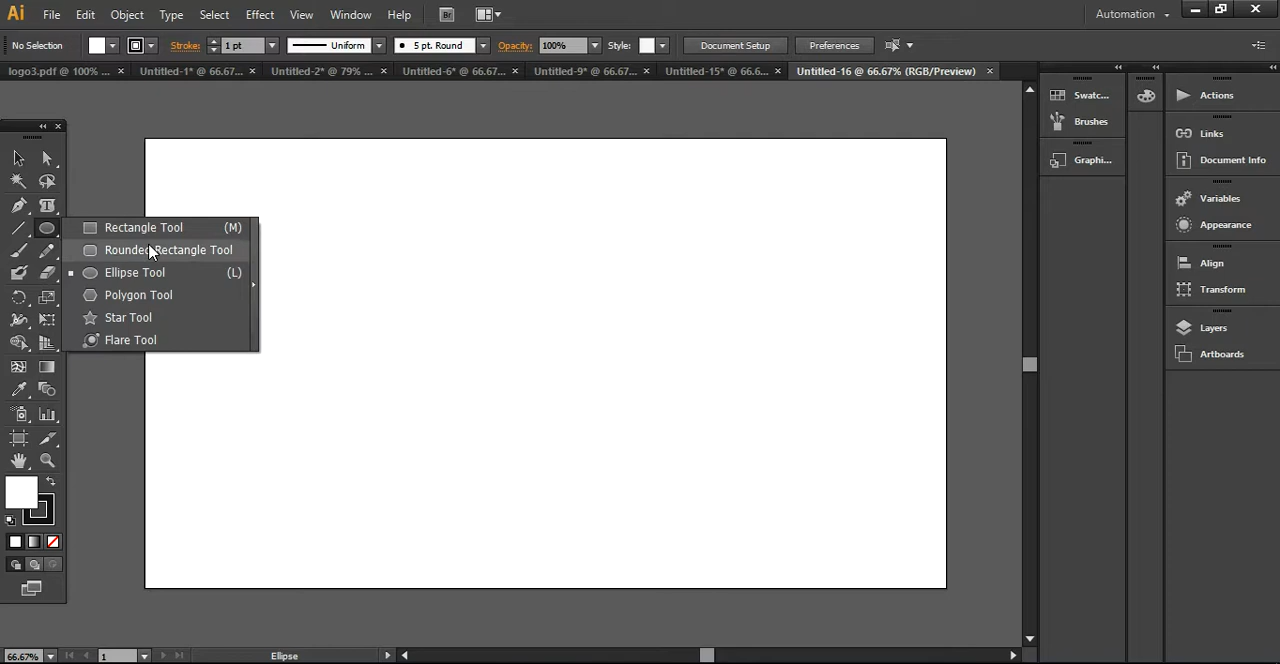 Ai File Edit Object Type Select Effect View Window Help Br Automation
No Selection Stroke: 1 pt Uniform 5 pt. Round Opacity: 100% Style: Document Setup Preferences
logo3.pdf @ 100% ... Untitled-1* @ 66.67... Untitled-2* @ 79% ... Untitled-6* @ 66.67... Untitled-9* @ 66.67... Untitled-15* @ 66.6... Untitled-16 @ 66.67% (RGB/Preview)
Swatc... Actions
Brushes
Links
Graphi... Document Info
Variables
Appearance
Align
Transform
Layers
Artboards
Rectangle Tool (M)
Rounded Rectangle Tool
Ellipse Tool (L)
Polygon Tool
Star Tool
Flare Tool
66.67% 1 Ellipse